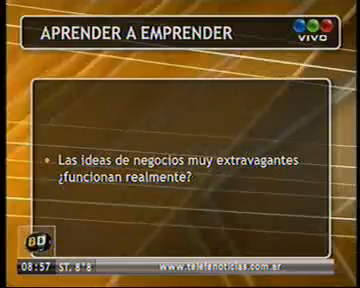 APRENDER A EMPRENDER
VIVO
• Las ideas de negocios muy extravagantes
¿funcionan realmente?
BD
08:57 ST. 8°8 www.telefenoticias.com.ar